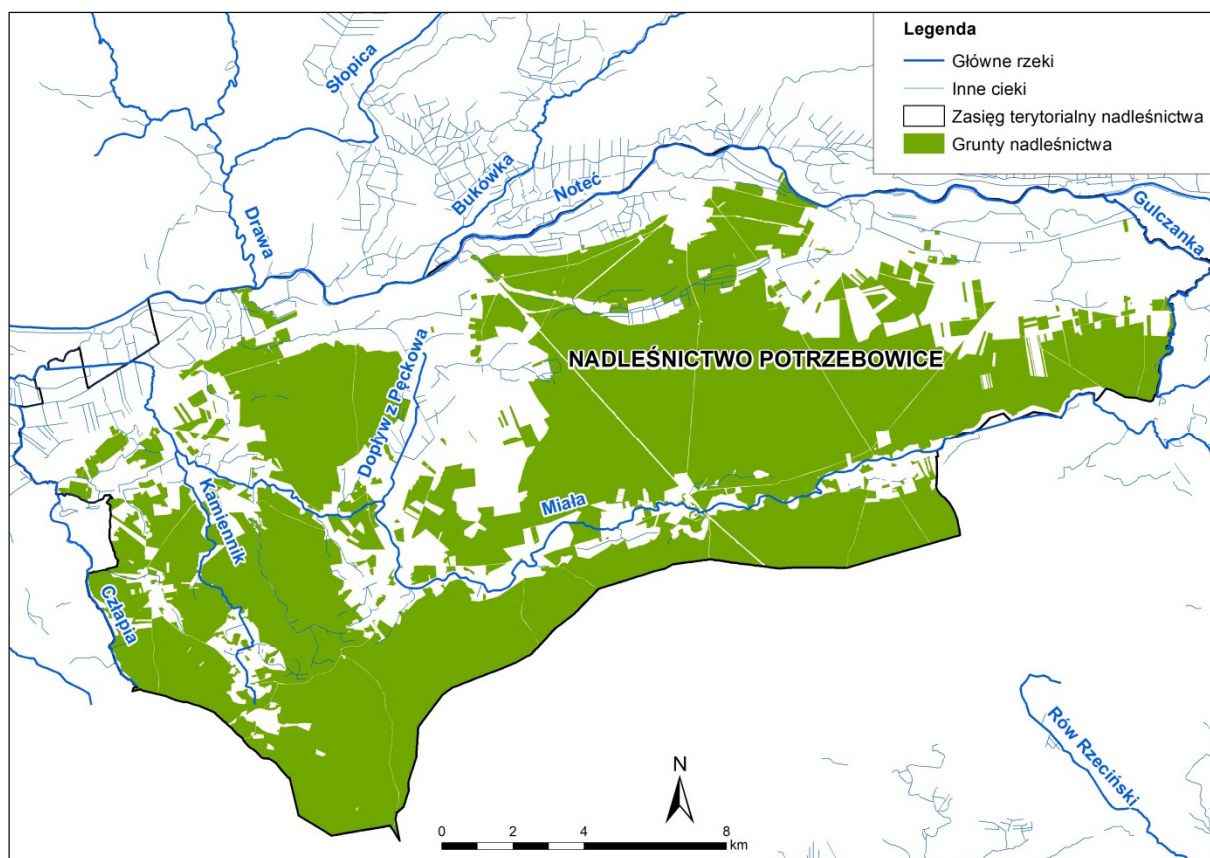 Legenda
Główne rzeki
Inne cieki
Zasięg terytorialny nadleśnictwa
Grunty nadleśnictwa
Słopica
Bukówka
Noteć
Drawa
Gulczanka
NADLEŚNICTWO POTRZEBOWICE
Dopływ z Pęckowa
Miała
Kamiennik
Człapia
Rów Rzeciński
N
0 2 4 8
km